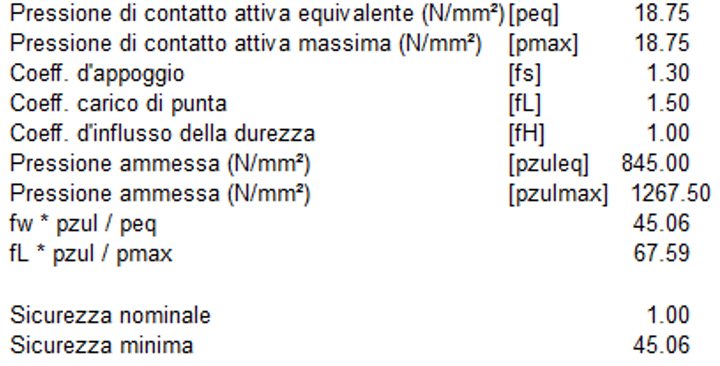 Pressione di contatto attiva equivalente (N/mm²) [peq] 18.75
Pressione di contatto attiva massima (N/mm²) [pmax] 18.75
Coeff. d'appoggio [fs] 1.30
Coeff. carico di punta [fL] 1.50
Coeff. d'influsso della durezza [fH] 1.00
Pressione ammessa (N/mm²) [pzuleq] 845.00
Pressione ammessa (N/mm²) [pzulmax] 1267.50
fw * pzul / peq 45.06
fL * pzul / pmax 67.59
Sicurezza nominale 1.00
Sicurezza minima 45.06